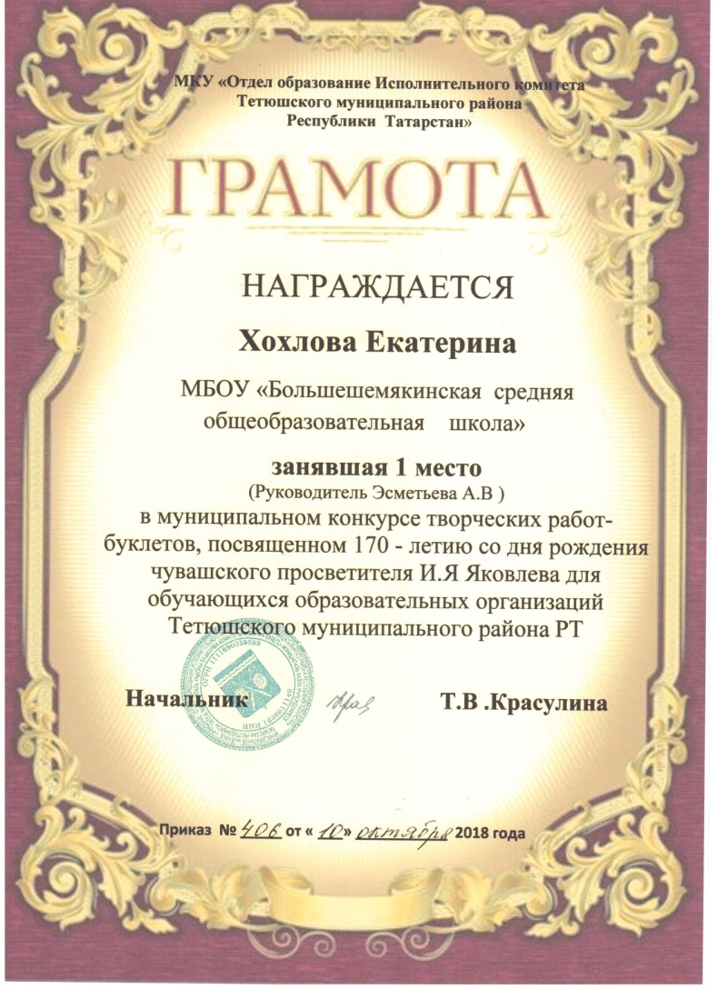 МКУ «Отдел образование Исполнительного комитета
Тетюшского муниципального района
Республики Татарстан»
ГРАМОТА
НАГРАЖДАЕТСЯ
Хохлова Екатерина
МБОУ «Большешемякинская средняя
общеобразовательная школа»
занявшая 1 место
(Руководитель Эсметьева А.В )
в муниципальном конкурсе творческих работ-
буклетов, посвященном 170 - летию со дня рождения
чувашского просветителя И.Я Яковлева для
обучающихся образовательных организаций
Тетюшского муниципального района РТ
Начальник Т.В .Красулина
Приказ № 406 от « 10» октября 2018 года